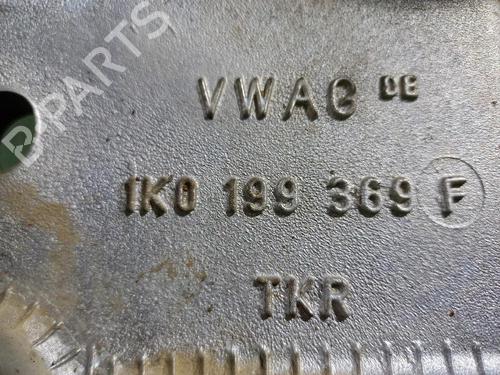 B-PARTS
VWAG DE
1K0 199 369 F
TKR